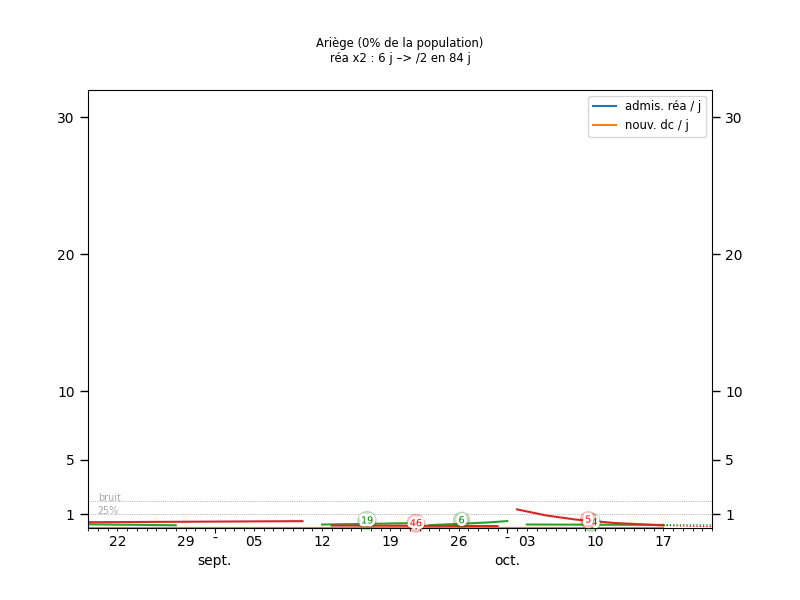 Ariège (0% de la population)
réa x2 : 6 j –> /2 en 84 j
admis. réa / j
nouv. dc / j
30 30
20 20
10 10
5 5
bruit
25%
1 1
19 46 6 5
22 29 - 05 12 19 26 - 03 10 17
sept. oct.